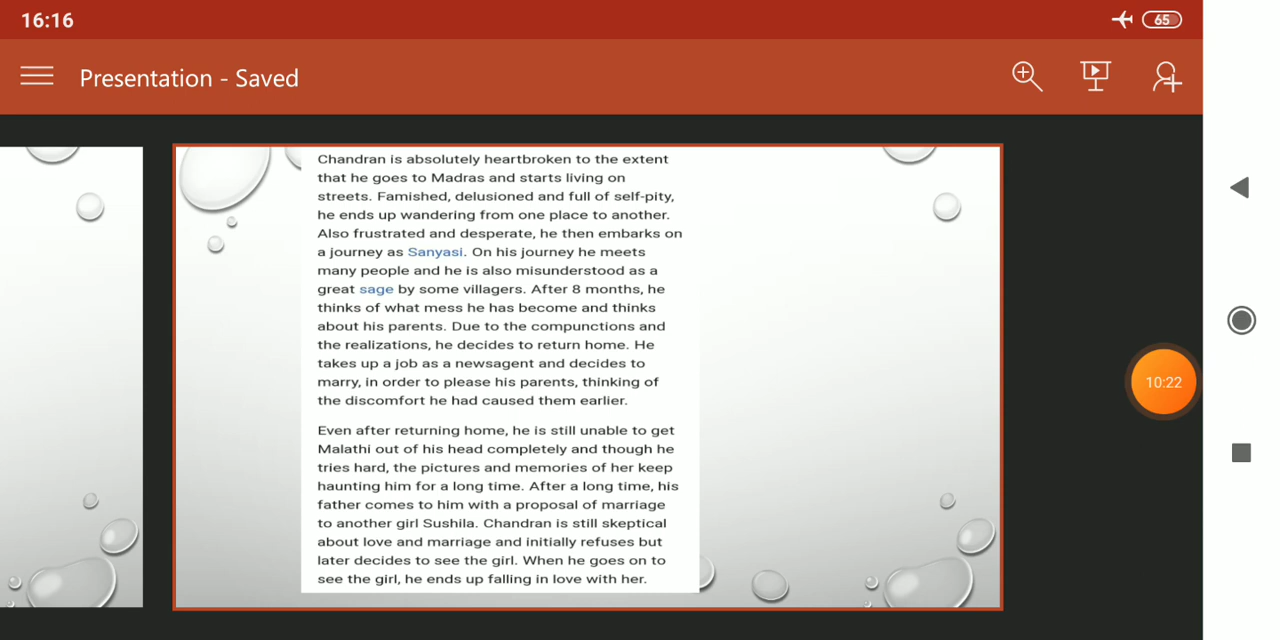 16:16
65
Presentation - Saved
Chandran is absolutely heartbroken to the extent
that he goes to Madras and starts living on
streets. Famished, delusioned and full of self-pity,
he ends up wandering from one place to another.
Also frustrated and desperate, he then embarks on
a journey as Sanyasi. On his journey he meets
many people and he is also misunderstood as a
great sage by some villagers. After 8 months, he
thinks of what mess he has become and thinks
about his parents. Due to the compunctions and
the realizations, he decides to return home. He
takes up a job as a newsagent and decides to
marry, in order to please his parents, thinking of
the discomfort he had caused them earlier.
Even after returning home, he is still unable to get
Malathi out of his head completely and though he
tries hard, the pictures and memories of her keep
haunting him for a long time. After a long time, his
father comes to him with a proposal of marriage
to another girl Sushila. Chandran is still skeptical
about love and marriage and initially refuses but
later decides to see the girl. When he goes on to
see the girl, he ends up falling in love with her.
10:22